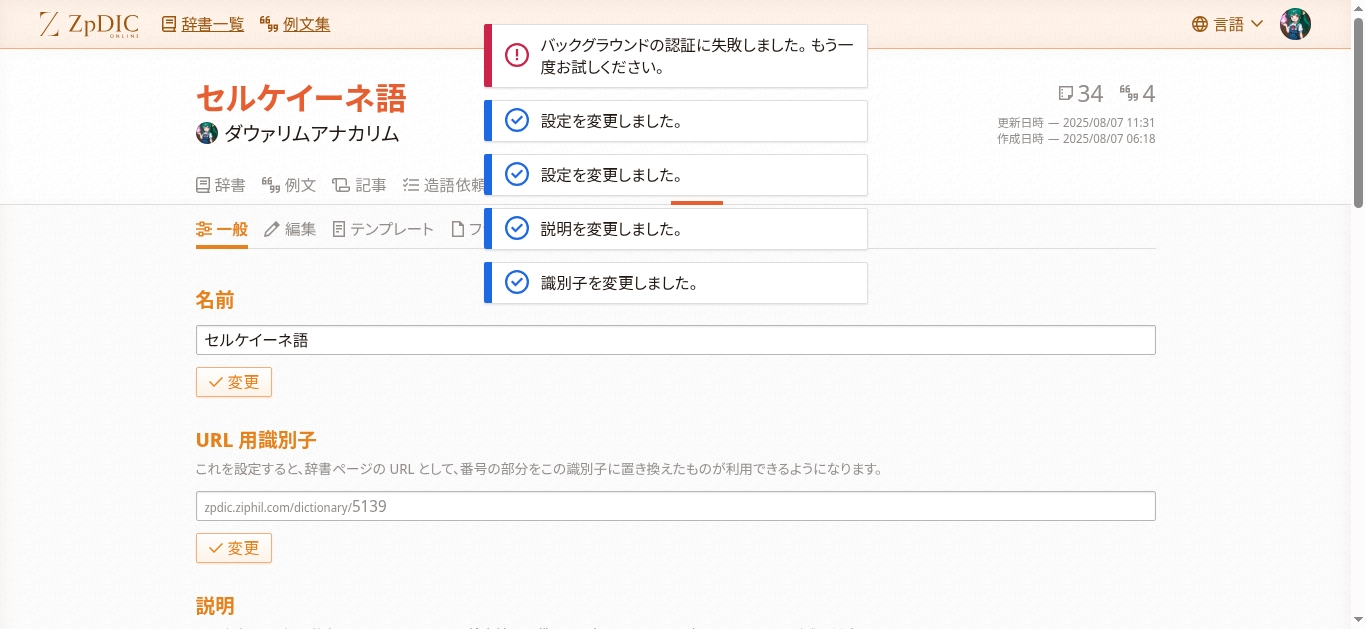 ZpDIC
ONLINE
辞書一覧
例文集
言語
バックグラウンドの認証に失敗しました。もう一
度お試しください。
設定を変更しました。
設定を変更しました。
説明を変更しました。
識別子を変更しました。
セルケイーネ語
ダウァリムアナカリム
34
4
更新日時 — 2025/08/07 11:31
作成日時 — 2025/08/07 06:18
辞書
例文
記事
造語依頼
一般
編集
テンプレート
名前
セルケイーネ語
変更
URL 用識別子
これを設定すると、辞書ページの URL として、番号の部分をこの識別子に置き換えたものが利用できるようになります。
zpdic.ziphil.com/dictionary/5139
変更
説明